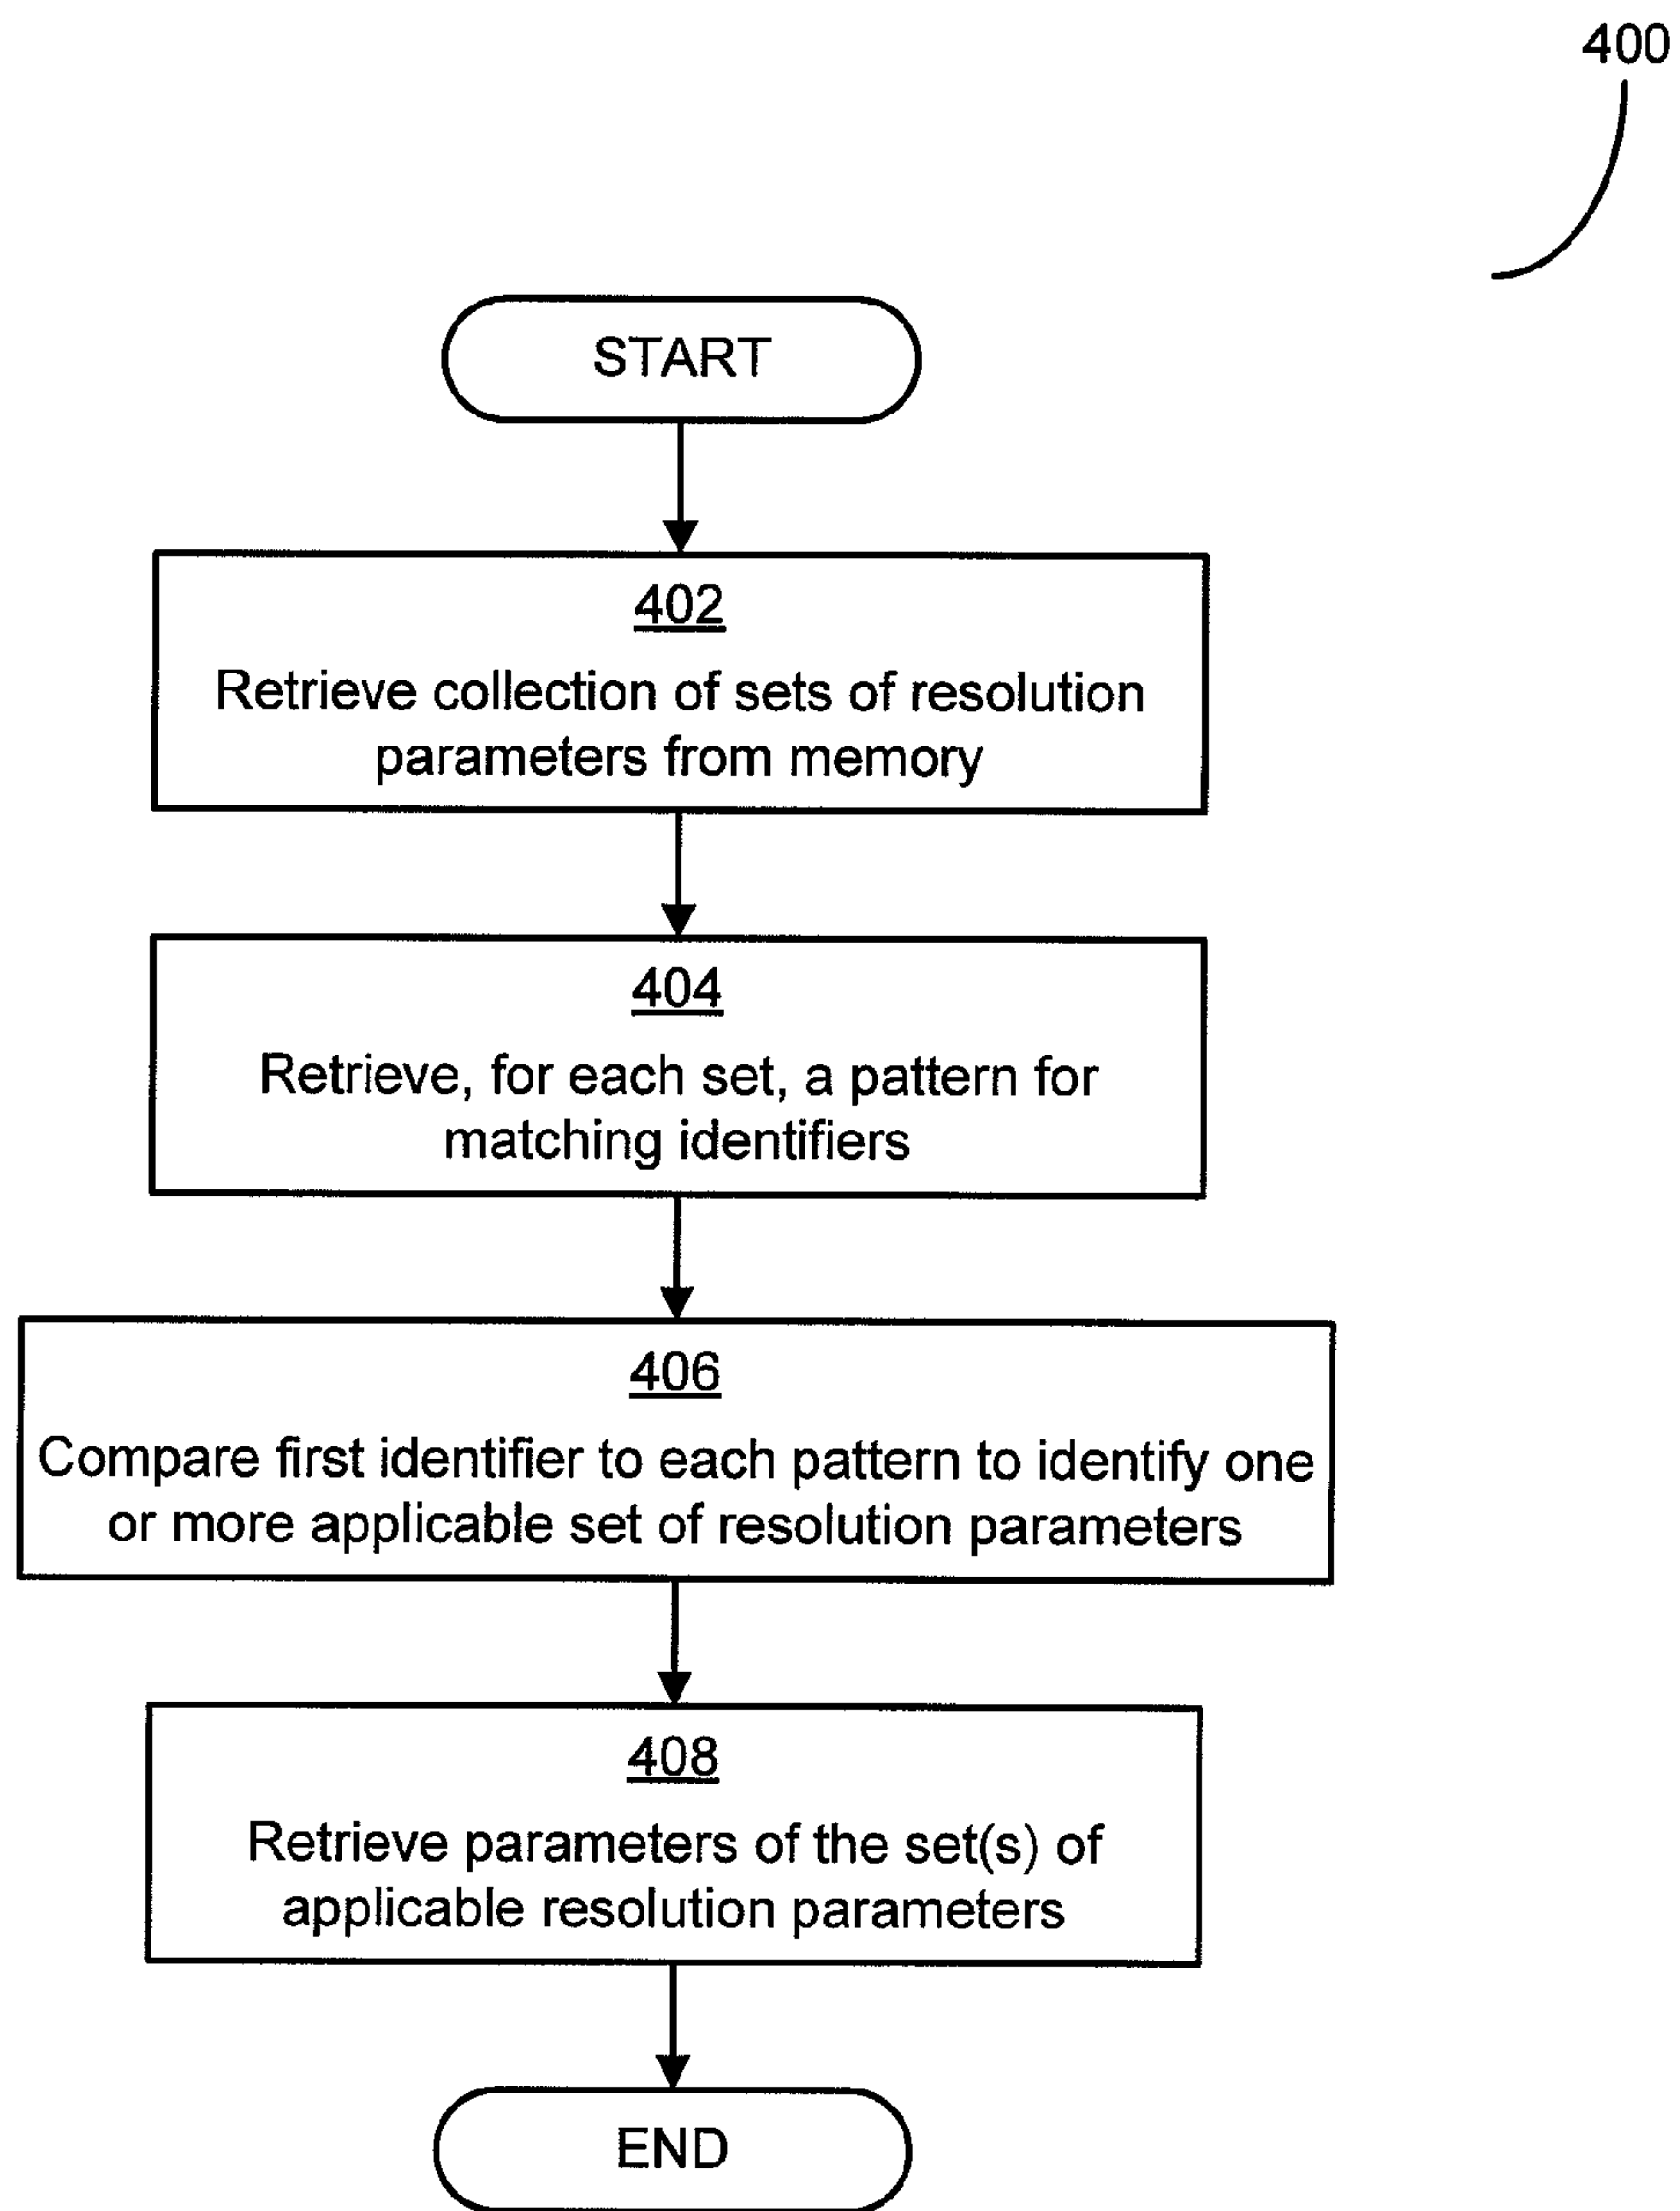 400
START
402
Retrieve collection of sets of resolution
parameters from memory
404
Retrieve, for each set, a pattern for
matching identifiers
406
Compare first identifier to each pattern to identify one
or more applicable set of resolution parameters
408
Retrieve parameters of the set(s) of
applicable resolution parameters
END